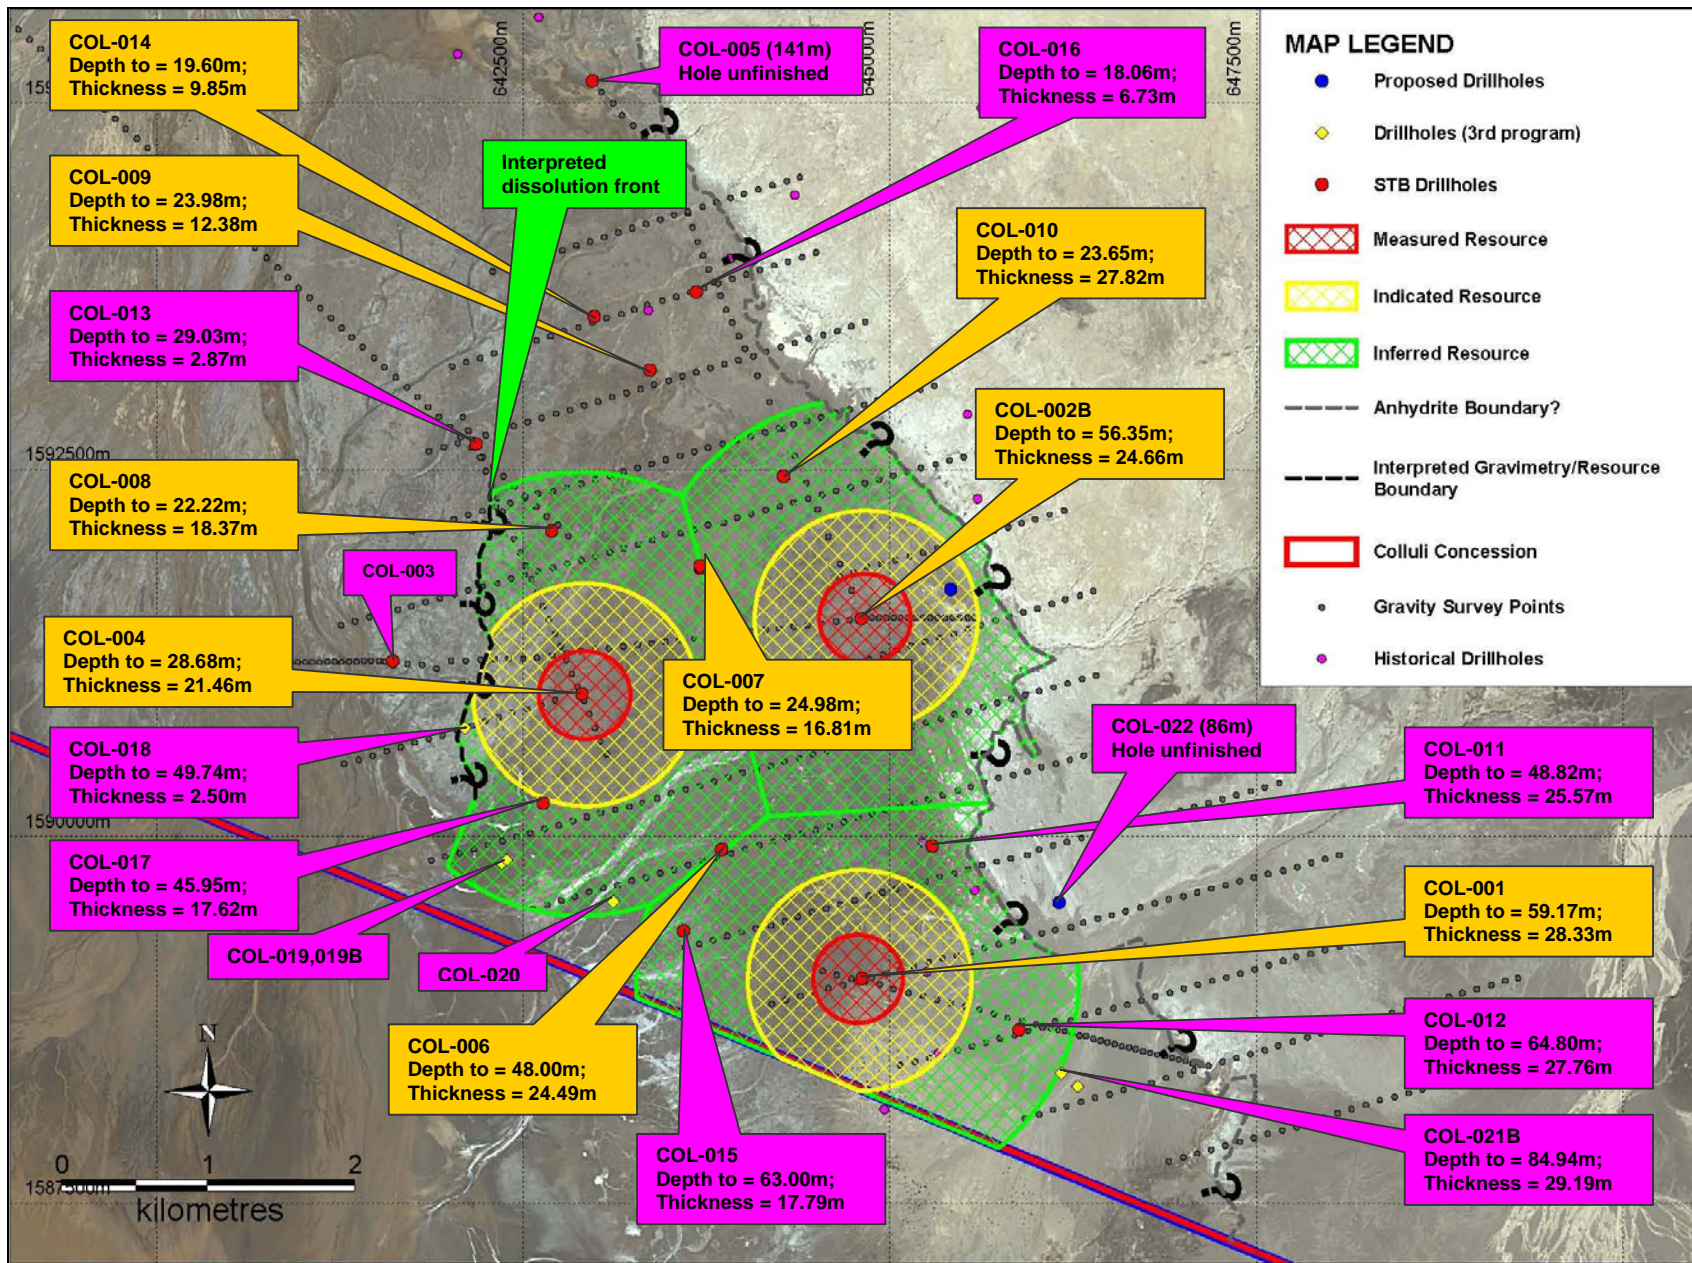 COL-014
Depth to = 19.60m;
Thickness = 9.85m
COL-005 (141m)
Hole unfinished
COL-016
Depth to = 18.06m;
Thickness = 6.73m
642500m
645000m
647500m
COL-009
Depth to = 23.98m;
Thickness = 12.38m
Interpreted
dissolution front
COL-010
Depth to = 23.65m;
Thickness = 27.82m
COL-013
Depth to = 29.03m;
Thickness = 2.87m
COL-002B
Depth to = 56.35m;
Thickness = 24.66m
1592500m
COL-008
Depth to = 22.22m;
Thickness = 18.37m
COL-003
COL-004
Depth to = 28.68m;
Thickness = 21.46m
COL-007
Depth to = 24.98m;
Thickness = 16.81m
COL-018
Depth to = 49.74m;
Thickness = 2.50m
COL-022 (86m)
Hole unfinished
COL-011
Depth to = 48.82m;
Thickness = 25.57m
1590000m
COL-017
Depth to = 45.95m;
Thickness = 17.62m
COL-019,019B
COL-020
COL-001
Depth to = 59.17m;
Thickness = 28.33m
COL-006
Depth to = 48.00m;
Thickness = 24.49m
COL-012
Depth to = 64.80m;
Thickness = 27.76m
COL-015
Depth to = 63.00m;
Thickness = 17.79m
COL-021B
Depth to = 84.94m;
Thickness = 29.19m
N
0 1 2
1587500m
kilometres
? ? ? ? ? ? ? ? ? ? ? ? ?
MAP LEGEND
Proposed Drillholes
Drillholes (3rd program)
STB Drillholes
Measured Resource
Indicated Resource
Inferred Resource
Anhydrite Boundary?
Interpreted Gravimetry/Resource
Boundary
Colluli Concession
Gravity Survey Points
Historical Drillholes